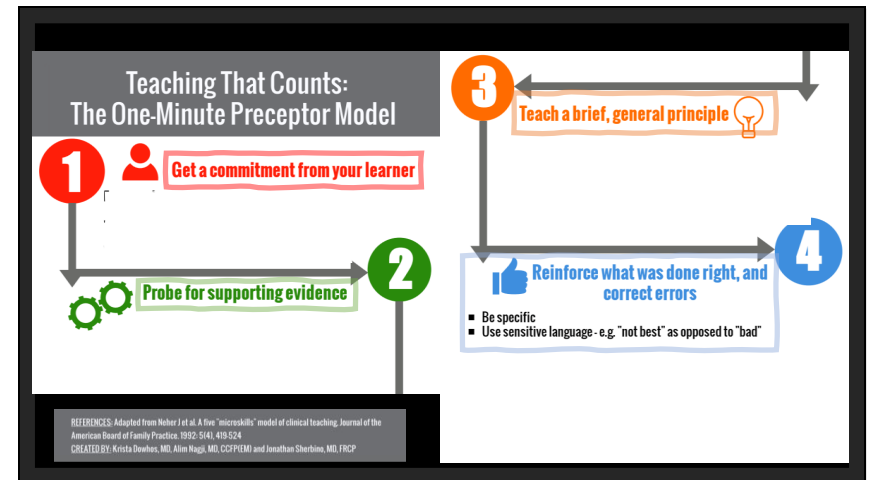 Teaching That Counts:
The One-Minute Preceptor Model
1
Get a commitment from your learner
2
Probe for supporting evidence
3
Teach a brief, general principle
4
Reinforce what was done right, and
correct errors
■ Be specific
■ Use sensitive language - e.g. "not best" as opposed to "bad"
REFERENCES: Adapted from Neher J et al. A five "microskills" model of clinical teaching. Journal of the
American Board of Family Practice. 1992: 5(4), 419-524
CREATED BY: Krista Dowhos, MD, Alim Nagji, MD, CCFP(EM) and Jonathan Sherbino, MD, FRCP